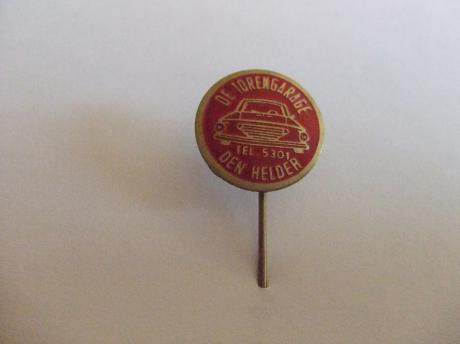 DE TORENGARAGE
TEL. 5301
DEN HELDER